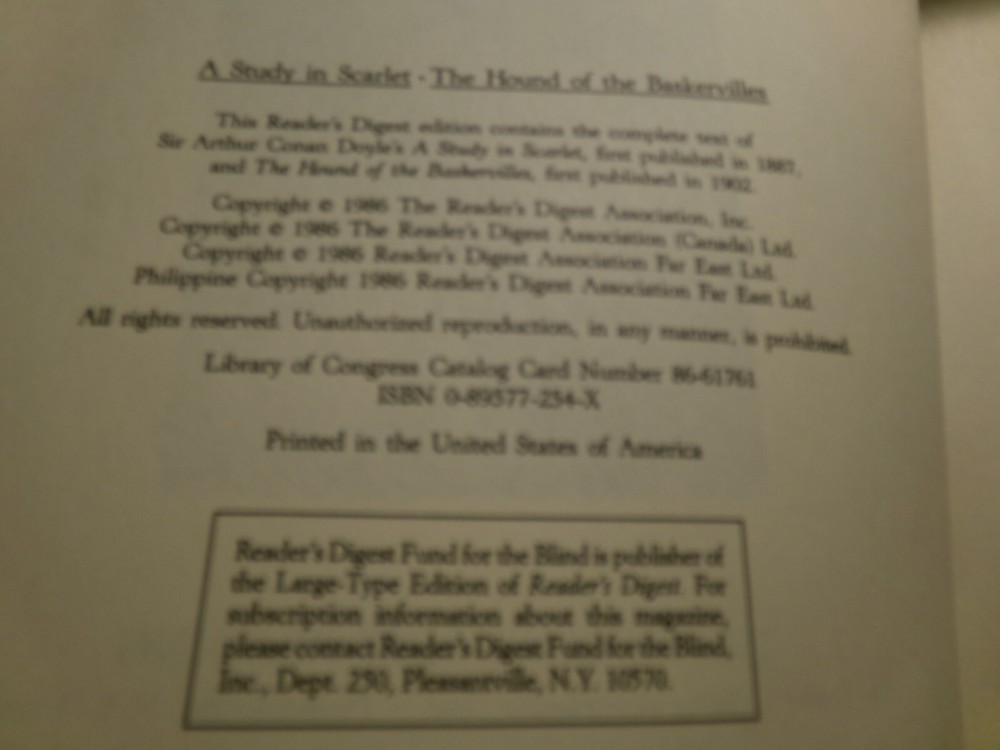 A Study in Scarlet · The Hound of the Baskervilles
This Reader's Digest edition contains the complete text of
Sir Arthur Conan Doyle's A Study in Scarlet, first published in 1887,
and The Hound of the Baskervilles, first published in 1902.
Copyright © 1986 The Reader's Digest Association, Inc.
Copyright © 1986 The Reader's Digest Association (Canada) Ltd.
Copyright © 1986 Reader's Digest Association Far East Ltd.
Philippine Copyright 1986 Reader's Digest Association Far East Ltd.
All rights reserved. Unauthorized reproduction, in any manner, is prohibited.
Library of Congress Catalog Card Number 86-61761
ISBN 0-89577-254-X
Printed in the United States of America
Reader's Digest Fund for the Blind is publisher of
the Large-Type Edition of Reader's Digest. For
subscription information about this magazine,
please contact Reader's Digest Fund for the Blind,
Inc., Dept. 250, Pleasantville, N.Y. 10570.